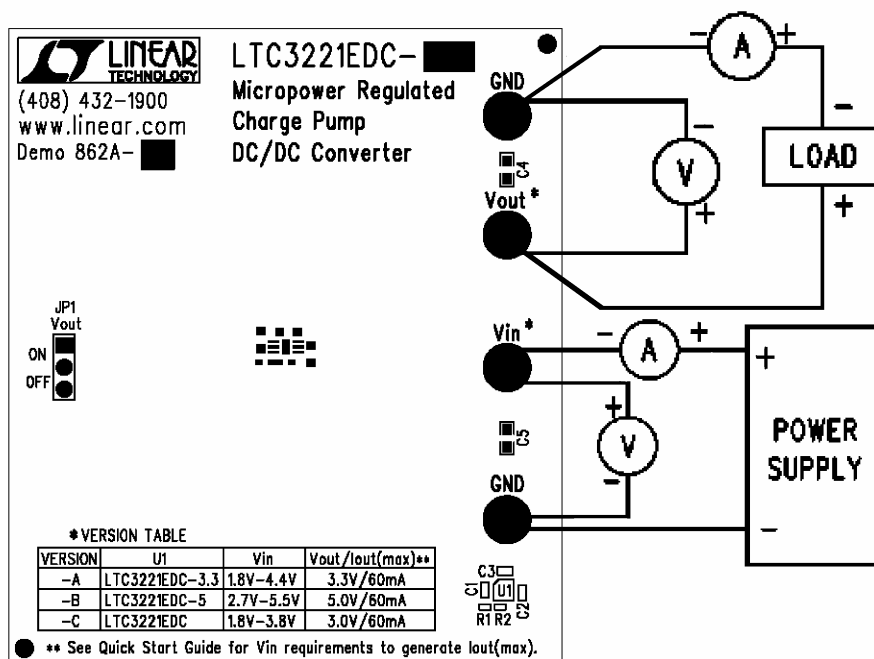 LINEAR
TECHNOLOGY
(408) 432-1900
www.linear.com
Demo 862A-
LTC3221EDC-
Micropower Regulated
Charge Pump
DC/DC Converter
GND
C4
Vout*
- A +
- V +
-
LOAD
+
JP1
Vout
ON
OFF
Vin*
- A +
+ V -
C5
GND
+
POWER
SUPPLY
-
*VERSION TABLE
VERSION U1 Vin Vout/Iout(max)**
-A LTC3221EDC-3.3 1.8V-4.4V 3.3V/60mA
-B LTC3221EDC-5 2.7V-5.5V 5.0V/60mA
-C LTC3221EDC 1.8V-3.8V 3.0V/60mA
C3
C1 U1 C2
R1 R2
** See Quick Start Guide for Vin requirements to generate Iout(max).